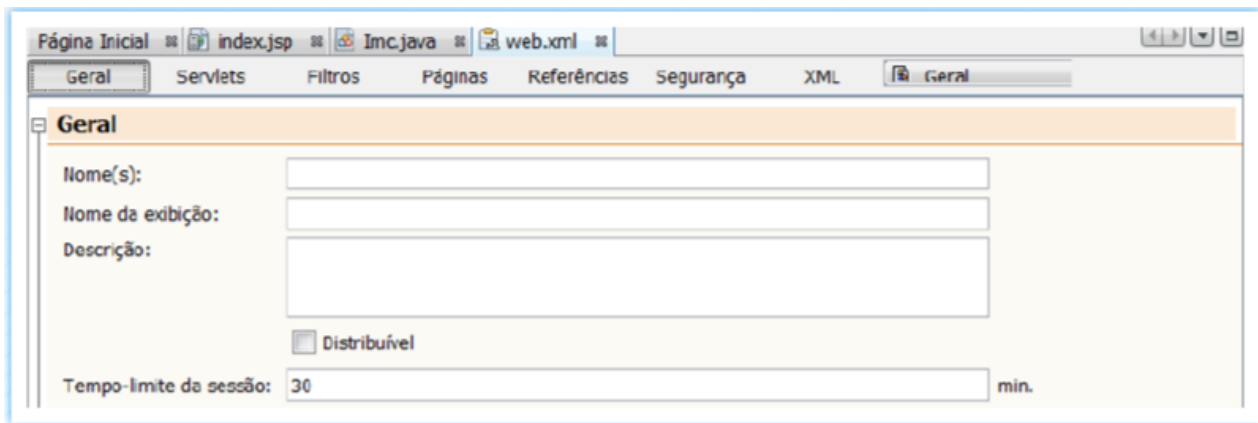 Página Inicial index.jsp Imc.java web.xml
Geral Servlets Filtros Páginas Referências Segurança XML Geral
Geral
Nome(s):
Nome da exibição:
Descrição:
Distribuível
Tempo-limite da sessão: 30 min.